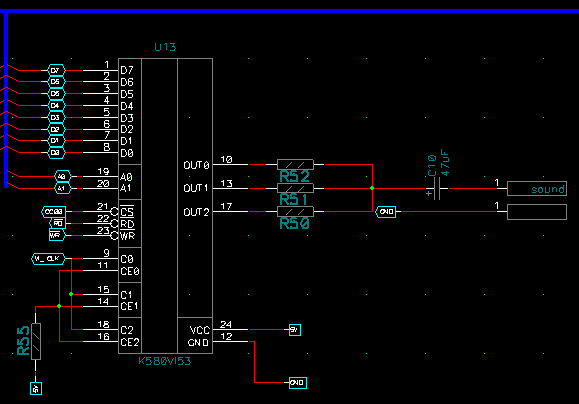 U13
D7 1 D7
D6 2 D6
D5 3 D5
D4 4 D4
D3 5 D3
D2 6 D2
D1 7 D1
D0 8 D0
A0 19 A0
A1 20 A1
21 CS
RD 22 RD
WR 23 WR
VI_CLK 9 C0
11 CE0
15 C1
14 CE1
18 C2
16 CE2
OUT0 10
R52
OUT1 13
R51
OUT2 17
R50
GND
+
C10
47uF
1 sound
1
VCC 24 5V
GND 12
GND
K580VI53
R55
5V